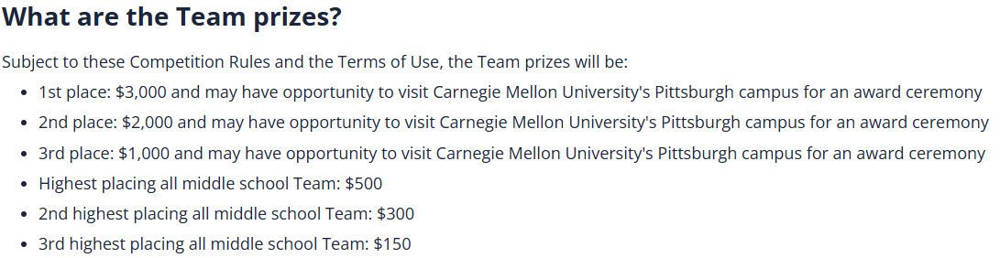 What are the Team prizes?
Subject to these Competition Rules and the Terms of Use, the Team prizes will be:
• 1st place: $3,000 and may have opportunity to visit Carnegie Mellon University's Pittsburgh campus for an award ceremony
• 2nd place: $2,000 and may have opportunity to visit Carnegie Mellon University's Pittsburgh campus for an award ceremony
• 3rd place: $1,000 and may have opportunity to visit Carnegie Mellon University's Pittsburgh campus for an award ceremony
• Highest placing all middle school Team: $500
• 2nd highest placing all middle school Team: $300
• 3rd highest placing all middle school Team: $150